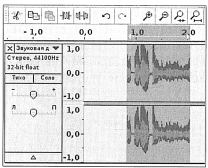 - 1,0 0,0 1,0 2,0
× Звуковая д ▼ 1,0
Стерео, 44100Hz
32-bit float
Тихо Соло
- +
Л П
0,0
-1,0
1,0
0,0
-1,0